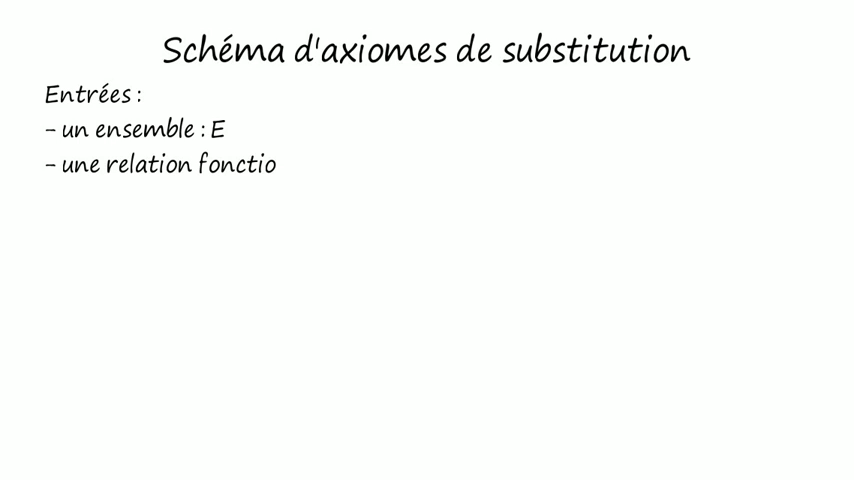 Schéma d'axiomes de substitution
Entrées :
- un ensemble : E
- une relation fonctio